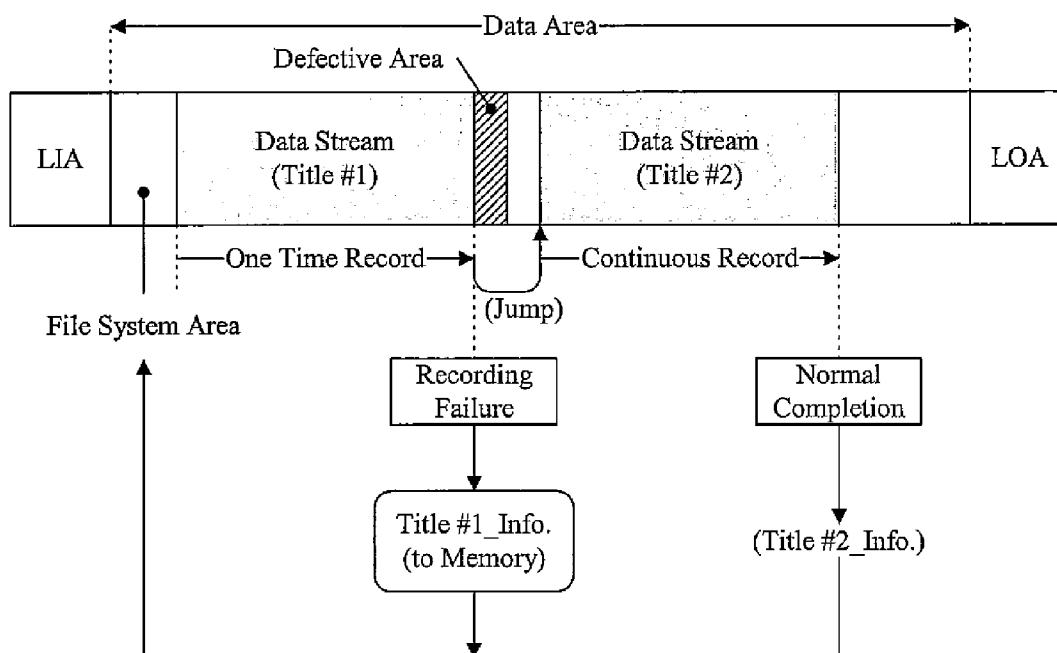 Data Area
Defective Area
LIA
Data Stream
(Title #1)
Data Stream
(Title #2)
LOA
One Time Record
Continuous Record
(Jump)
File System Area
Recording
Failure
Normal
Completion
Title #1_Info.
(to Memory)
(Title #2_Info.)